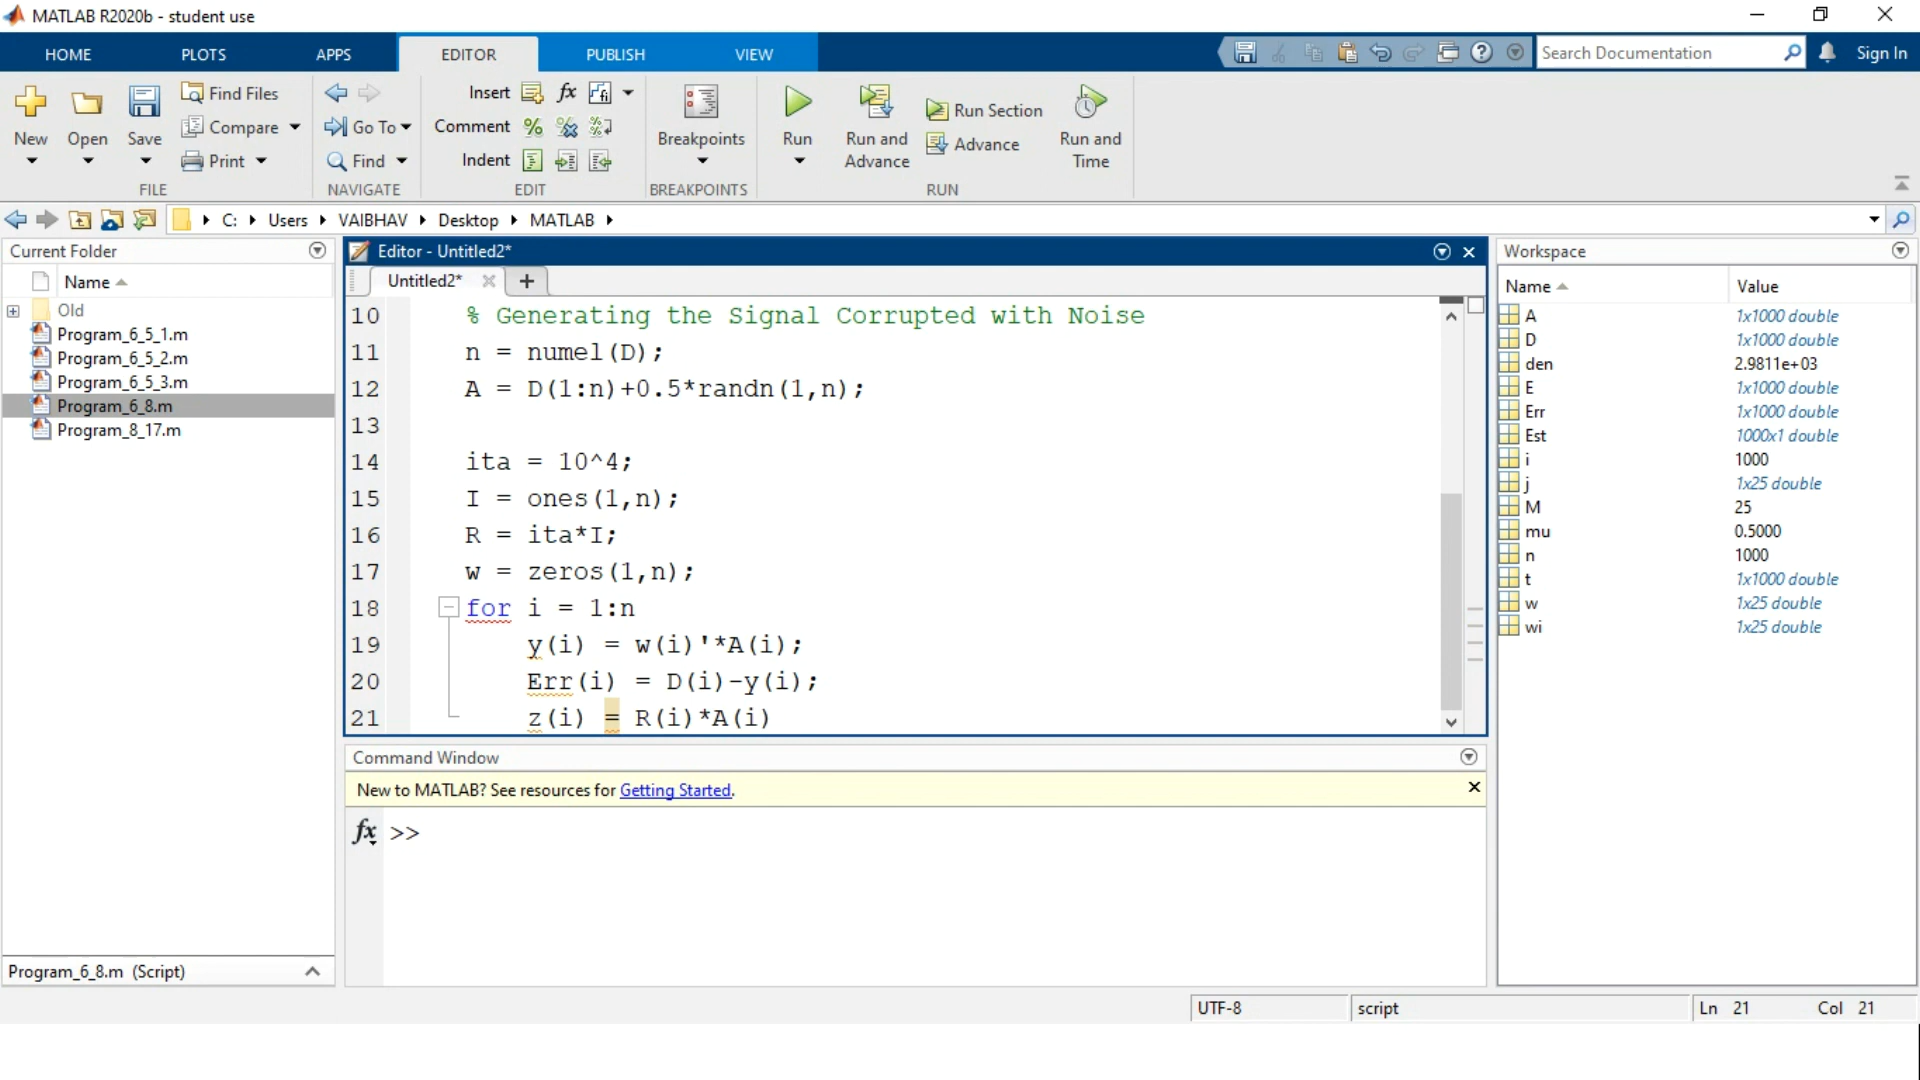 MATLAB R2020b - student use
HOME PLOTS APPS EDITOR PUBLISH VIEW Search Documentation Sign In
New Open Save Find Files Compare Print
FILE
Go To Find
NAVIGATE
Insert fx
Comment
Indent
EDIT
Breakpoints
BREAKPOINTS
Run Run and Advance Run Section Advance Run and Time
RUN
C: Users VAIBHAV Desktop MATLAB
Current Folder
Name
Old
Program_6_5_1.m
Program_6_5_2.m
Program_6_5_3.m
Program_6_8.m
Program_8_17.m
Program_6_8.m (Script)
Editor - Untitled2*
Untitled2* +
10 % Generating the Signal Corrupted with Noise
11 n = numel(D);
12 A = D(1:n)+0.5*randn(1,n);
13
14 ita = 10^4;
15 I = ones(1,n);
16 R = ita*I;
17 w = zeros(1,n);
18 for i = 1:n
19 y(i) = w(i)'*A(i);
20 Err(i) = D(i)-y(i);
21 z(i) = R(i)*A(i)
Command Window
New to MATLAB? See resources for Getting Started.
fx >>
Workspace
Name Value
A 1x1000 double
D 1x1000 double
den 2.9811e+03
E 1x1000 double
Err 1x1000 double
Est 1000x1 double
i 1000
j 1x25 double
M 25
mu 0.5000
n 1000
t 1x1000 double
w 1x25 double
wi 1x25 double
UTF-8 script Ln 21 Col 21